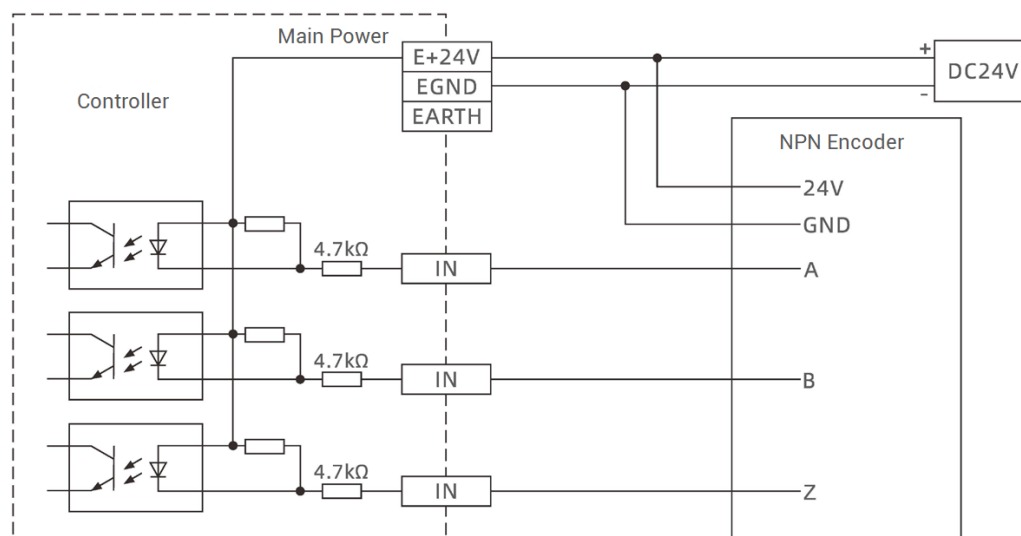 Main Power
E+24V
+
DC24V
EGND
-
Controller
EARTH
NPN Encoder
24V
GND
4.7kΩ
IN
A
4.7kΩ
IN
B
4.7kΩ
IN
Z